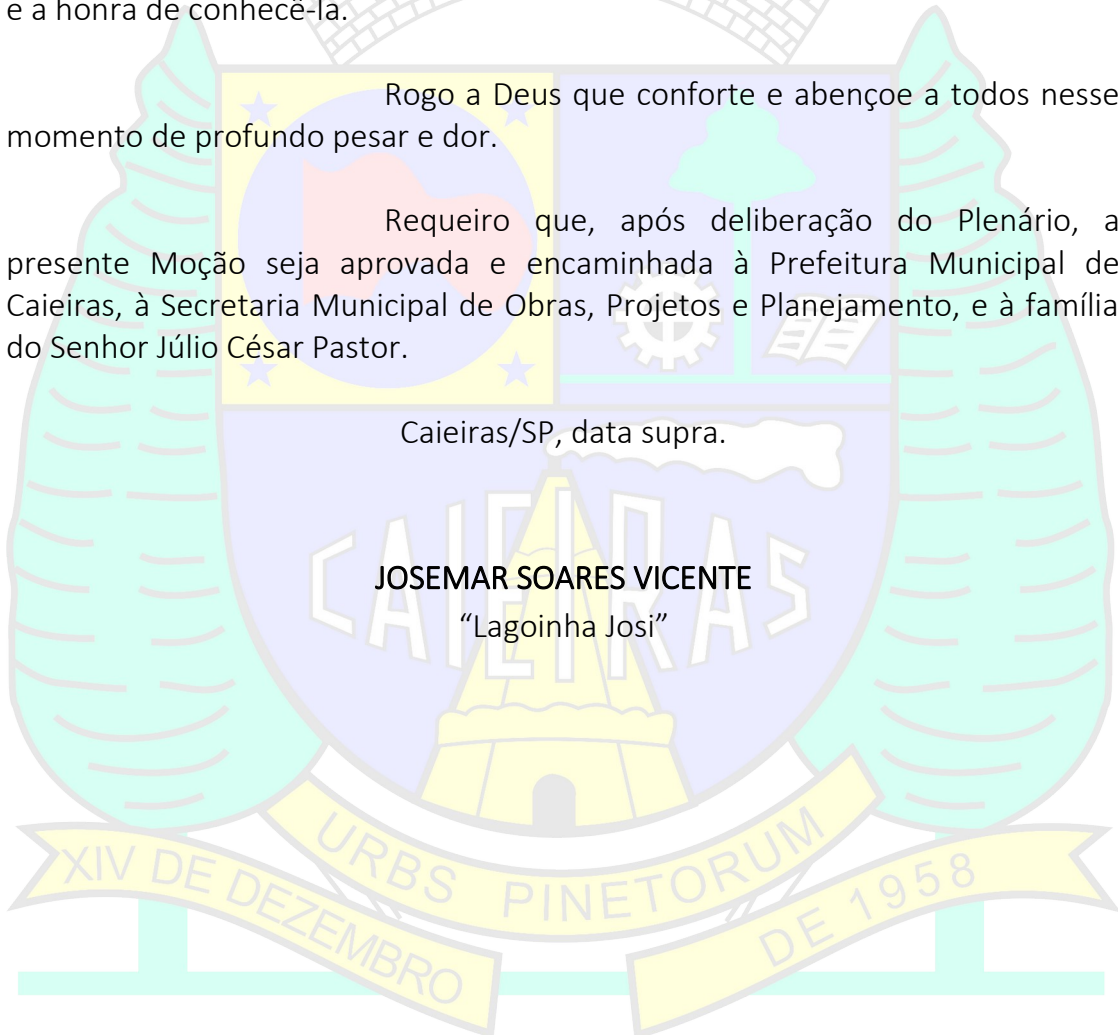 e a honra de conhecê-la.
Rogo a Deus que conforte e abençoe a todos nesse
momento de profundo pesar e dor.
Requeiro que, após deliberação do Plenário, a
presente Moção seja aprovada e encaminhada à Prefeitura Municipal de
Caieiras, à Secretaria Municipal de Obras, Projetos e Planejamento, e à família
do Senhor Júlio César Pastor.
Caieiras/SP, data supra.
CAIEIRAS
JOSEMAR SOARES VICENTE
“Lagoinha Josi”
URBS PINETORUM
XIV DE DEZEMBRO DE 1958